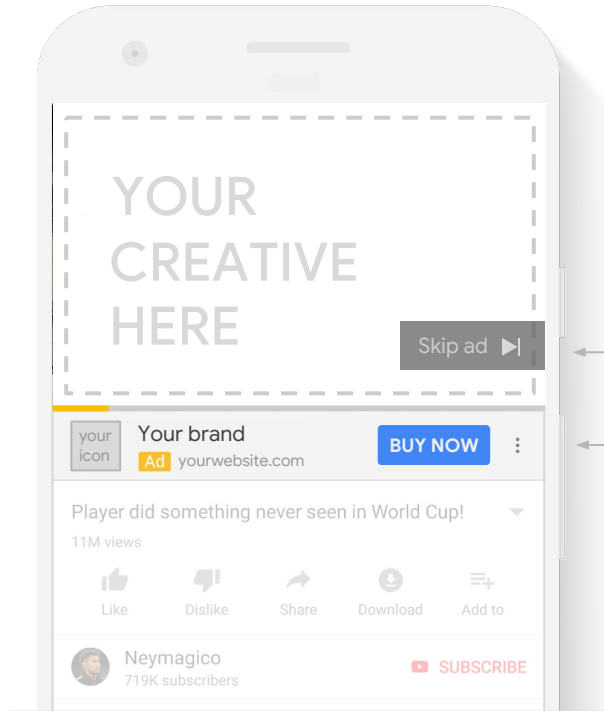 YOUR
CREATIVE
HERE
Skip ad
your
icon
Your brand
Ad yourwebsite.com
BUY NOW
Player did something never seen in World Cup!
11M views
Like Dislike Share Download Add to
Neymagico
719K subscribers
SUBSCRIBE